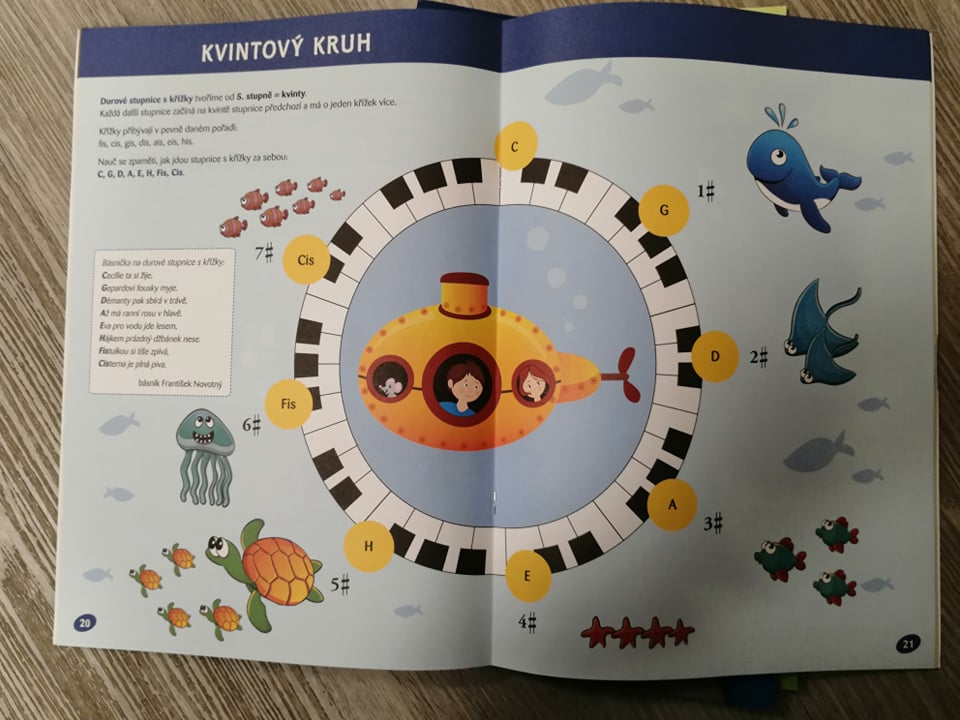 KVINTOVÝ KRUH
Durové stupnice s křížky tvoříme od 5. stupně = kvinty.
Každá další stupnice začíná na kvintě stupnice předchozí a má o jeden křížek více.
Křížky přibývají v pevně daném pořadí:
fis, cis, gis, dis, ais, eis, his.
Nauč se zpaměti, jak jdou stupnice s křížky za sebou:
C, G, D, A, E, H, Fis, Cis.
Básnička na durové stupnice s křížky:
Cecílie ta si žije,
Gepardovi fousky myje.
Démanty pak sbírá v trávě,
Až má ranní rosu v hlavě.
Eva pro vodu jde lesem,
Hájkem prázdný džbánek nese.
Fistulkou si tiše zpívá,
Cisterna je plná piva.
básník František Novotný
C
G
1#
D
2#
A
3#
E
4#
H
5#
Fis
6#
Cis
7#
20
21